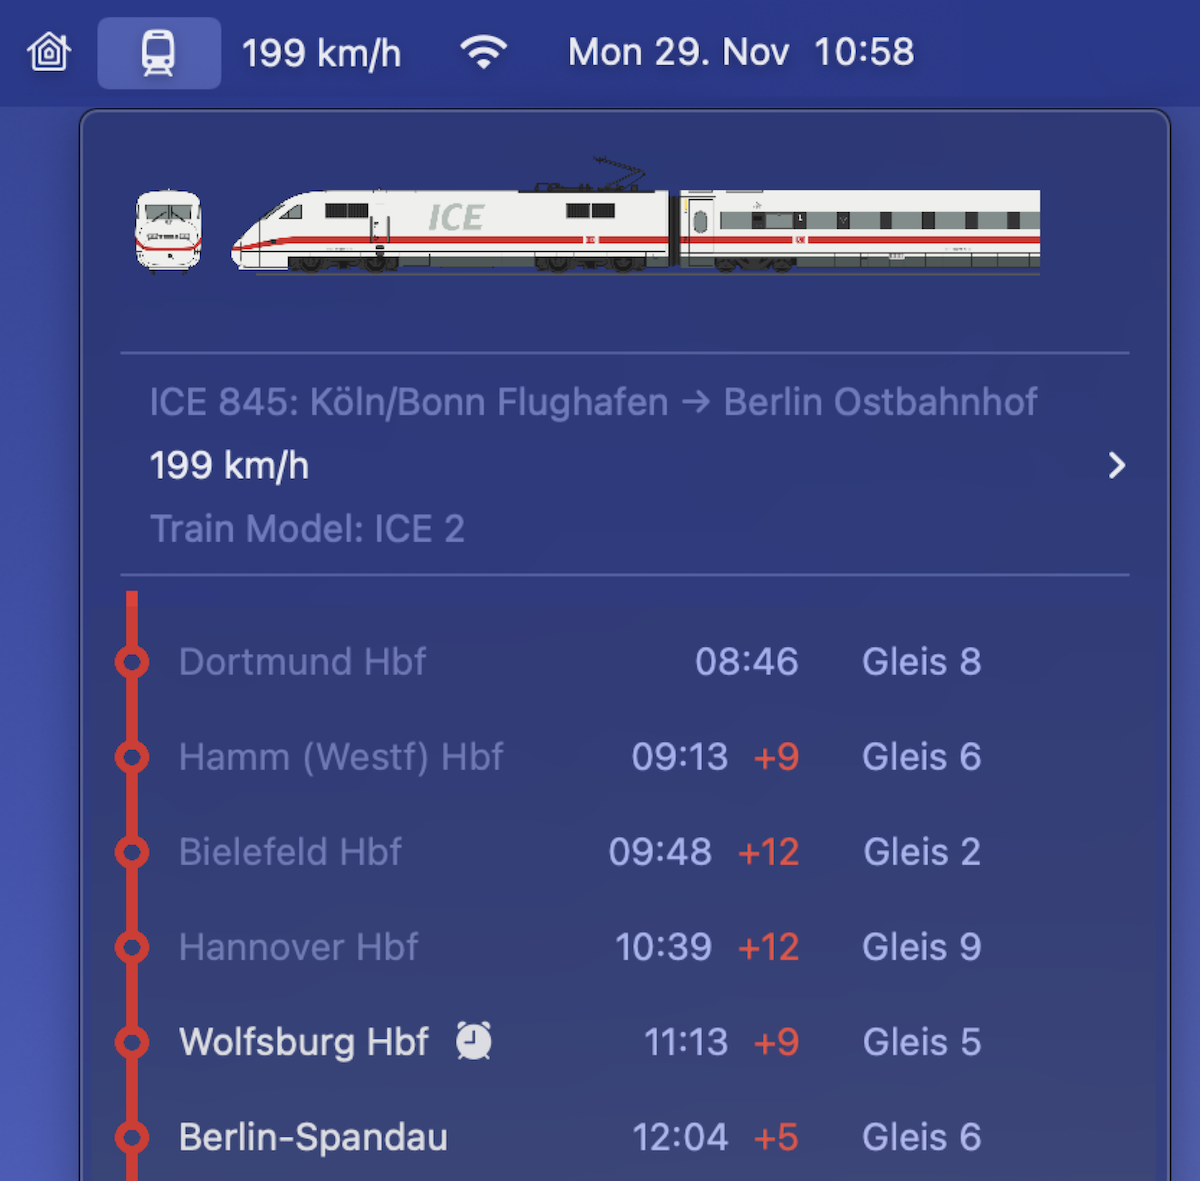 199 km/h Mon 29. Nov 10:58
ICE
1
ICE 845: Köln/Bonn Flughafen → Berlin Ostbahnhof
199 km/h
Train Model: ICE 2
Dortmund Hbf 08:46 Gleis 8
Hamm (Westf) Hbf 09:13 +9 Gleis 6
Bielefeld Hbf 09:48 +12 Gleis 2
Hannover Hbf 10:39 +12 Gleis 9
Wolfsburg Hbf 11:13 +9 Gleis 5
Berlin-Spandau 12:04 +5 Gleis 6